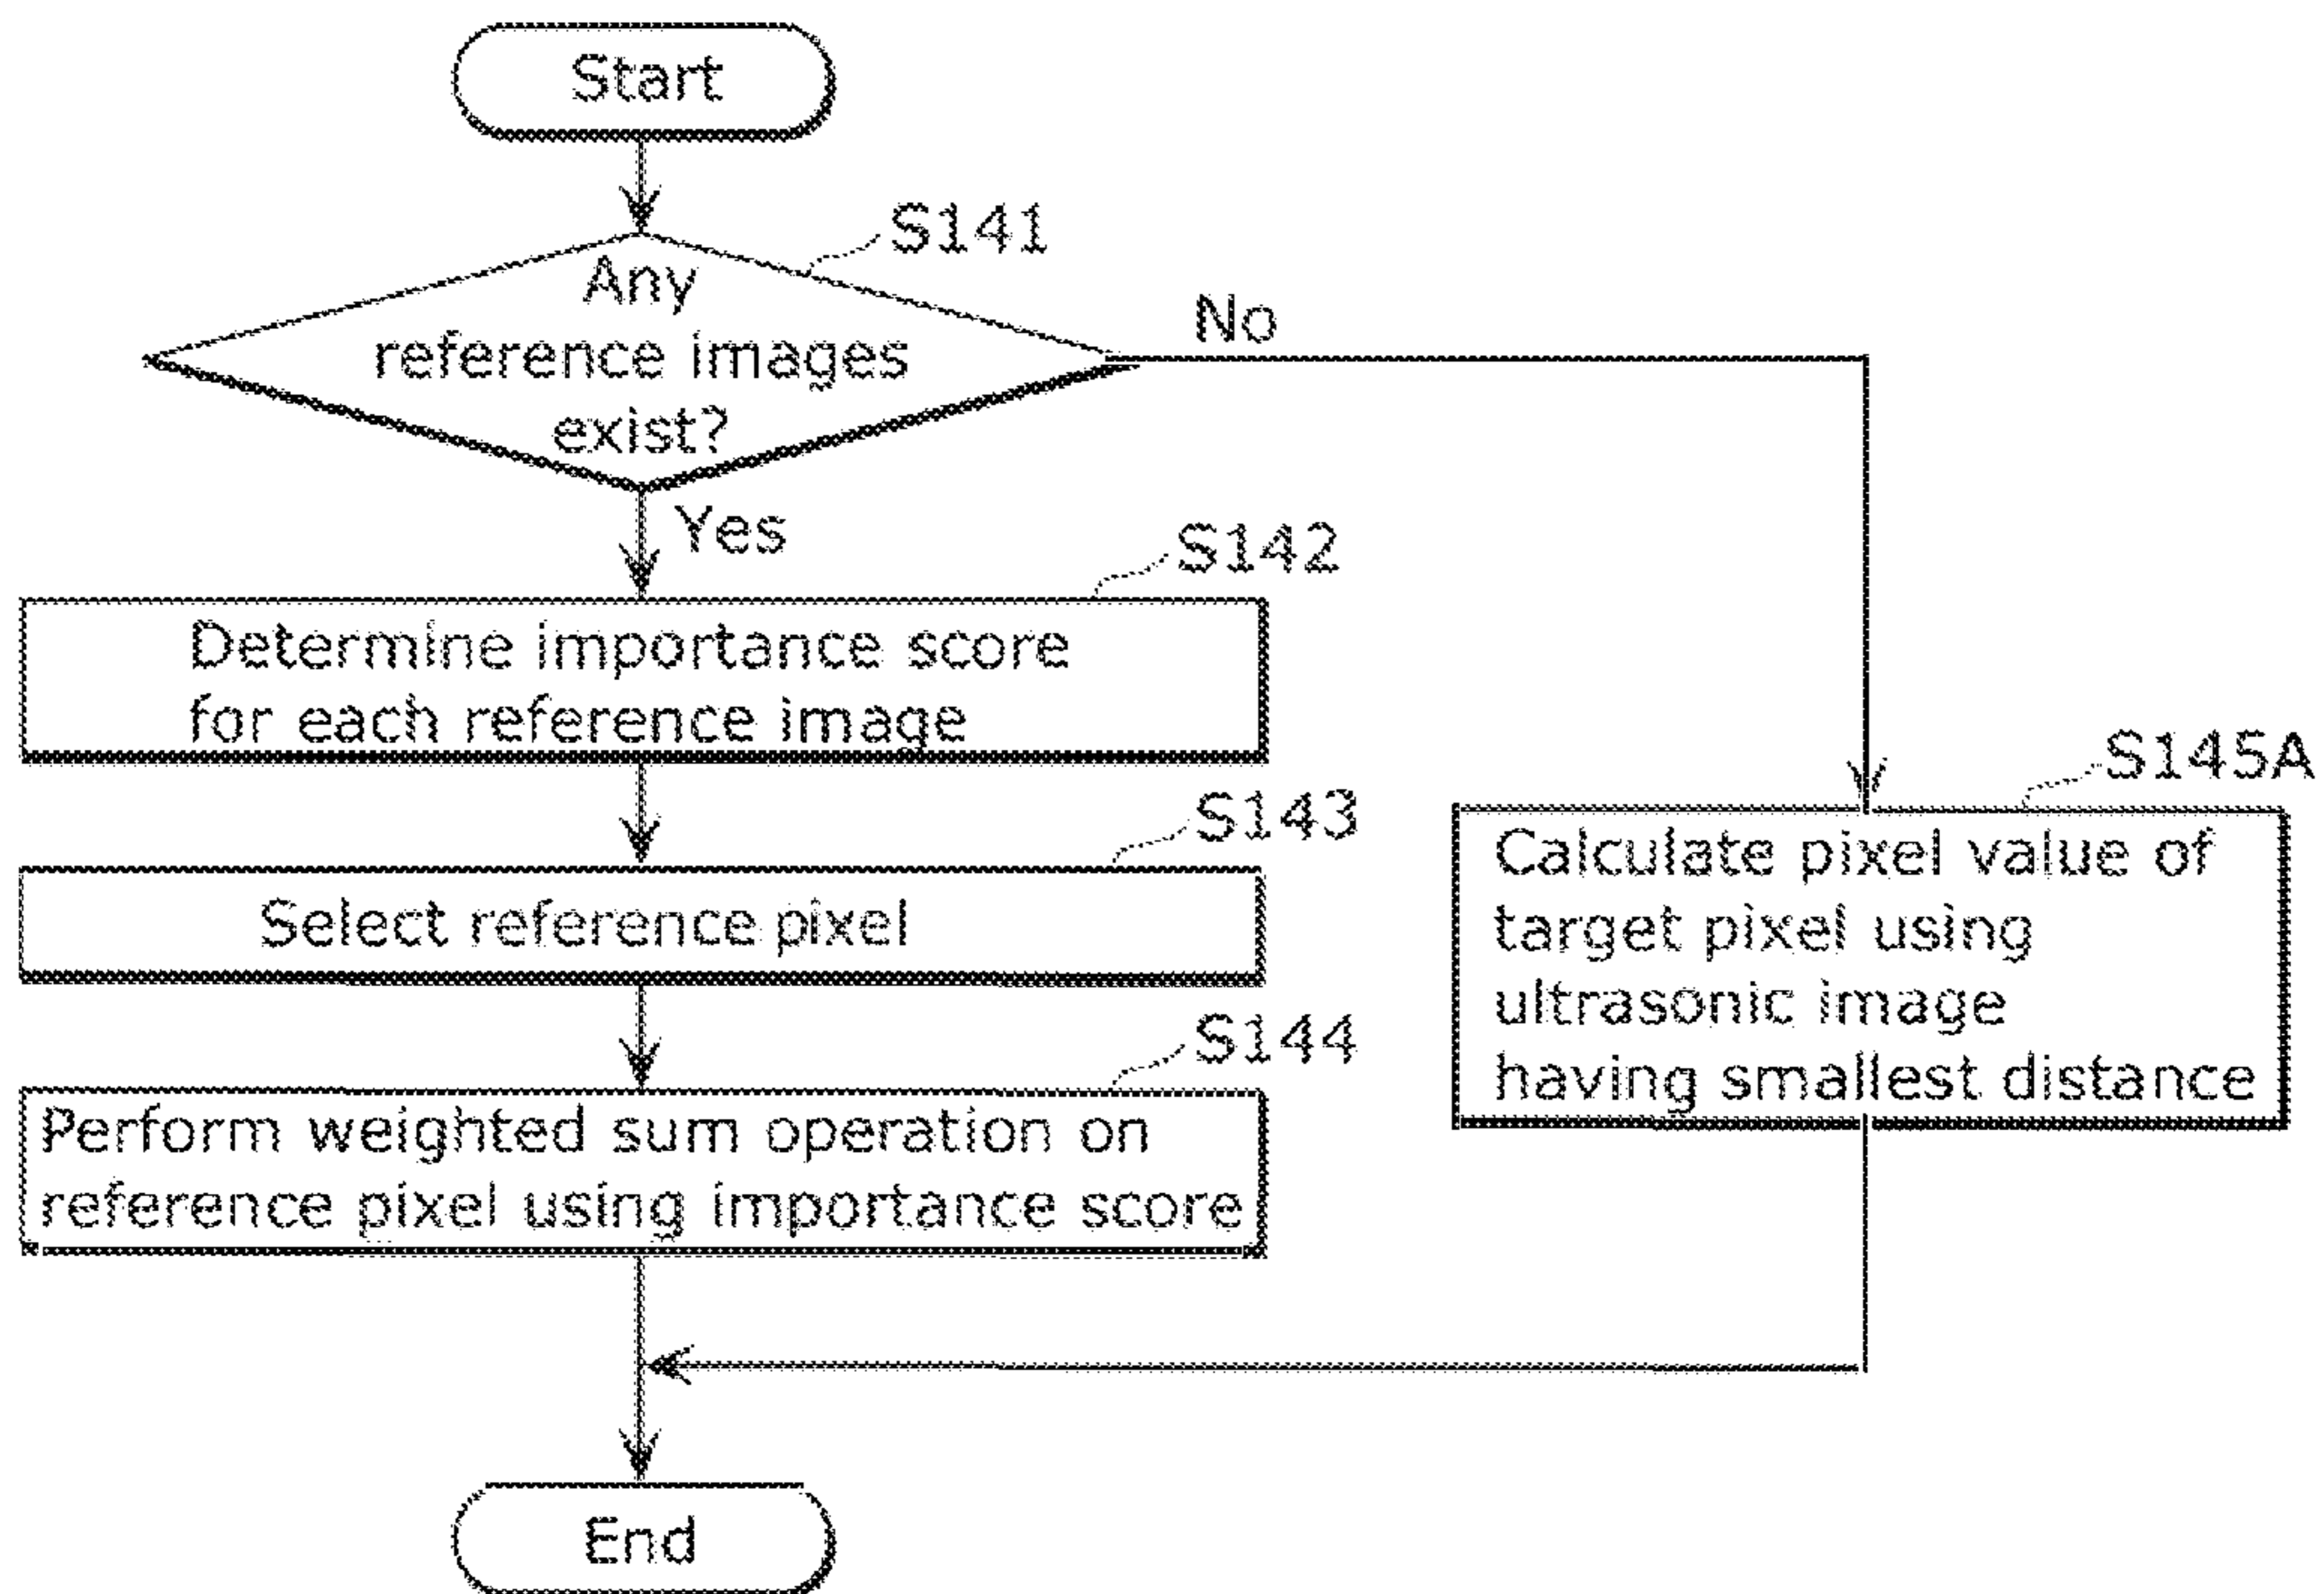 Start
S141
Any
reference images
exist?
No
Yes
S142
Determine importance score
for each reference image
S143
Select reference pixel
S144
Perform weighted sum operation on
reference pixel using importance score
S145A
Calculate pixel value of
target pixel using
ultrasonic image
having smallest distance
End